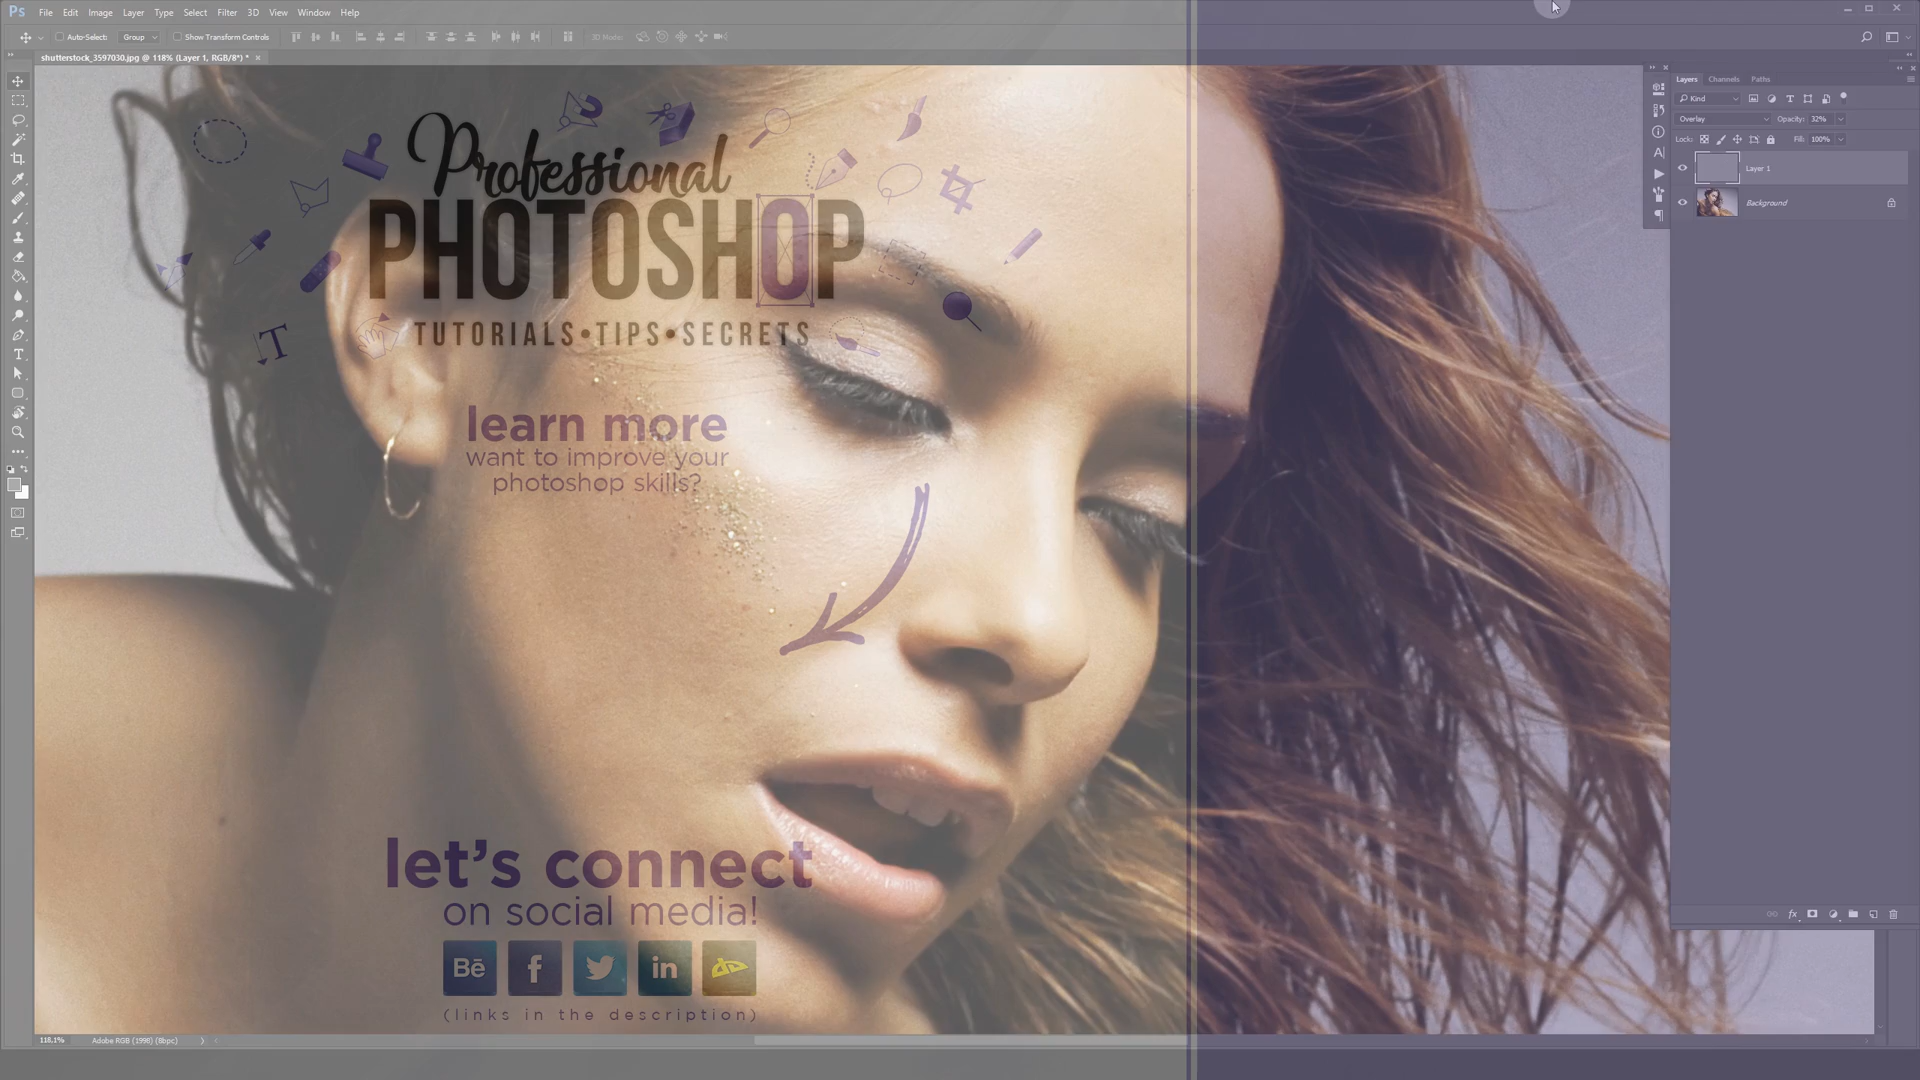 Ps File Edit Image Layer Type Select Filter 3D View Window Help
Auto-Select: Group Show Transform Controls 3D Mode:
shutterstock_3597030.jpg @ 118% (Layer 1, RGB/8*) *
Layers Channels Paths
Kind
Overlay Opacity: 32%
Lock: Fill: 100%
Layer 1
Background
Professional
PHOTOSHOP
TUTORIALS•TIPS•SECRETS
learn more
want to improve your
photoshop skills?
let's connect
on social media!
Bē f in
(links in the description)
118,1% Adobe RGB (1998) (8bpc)